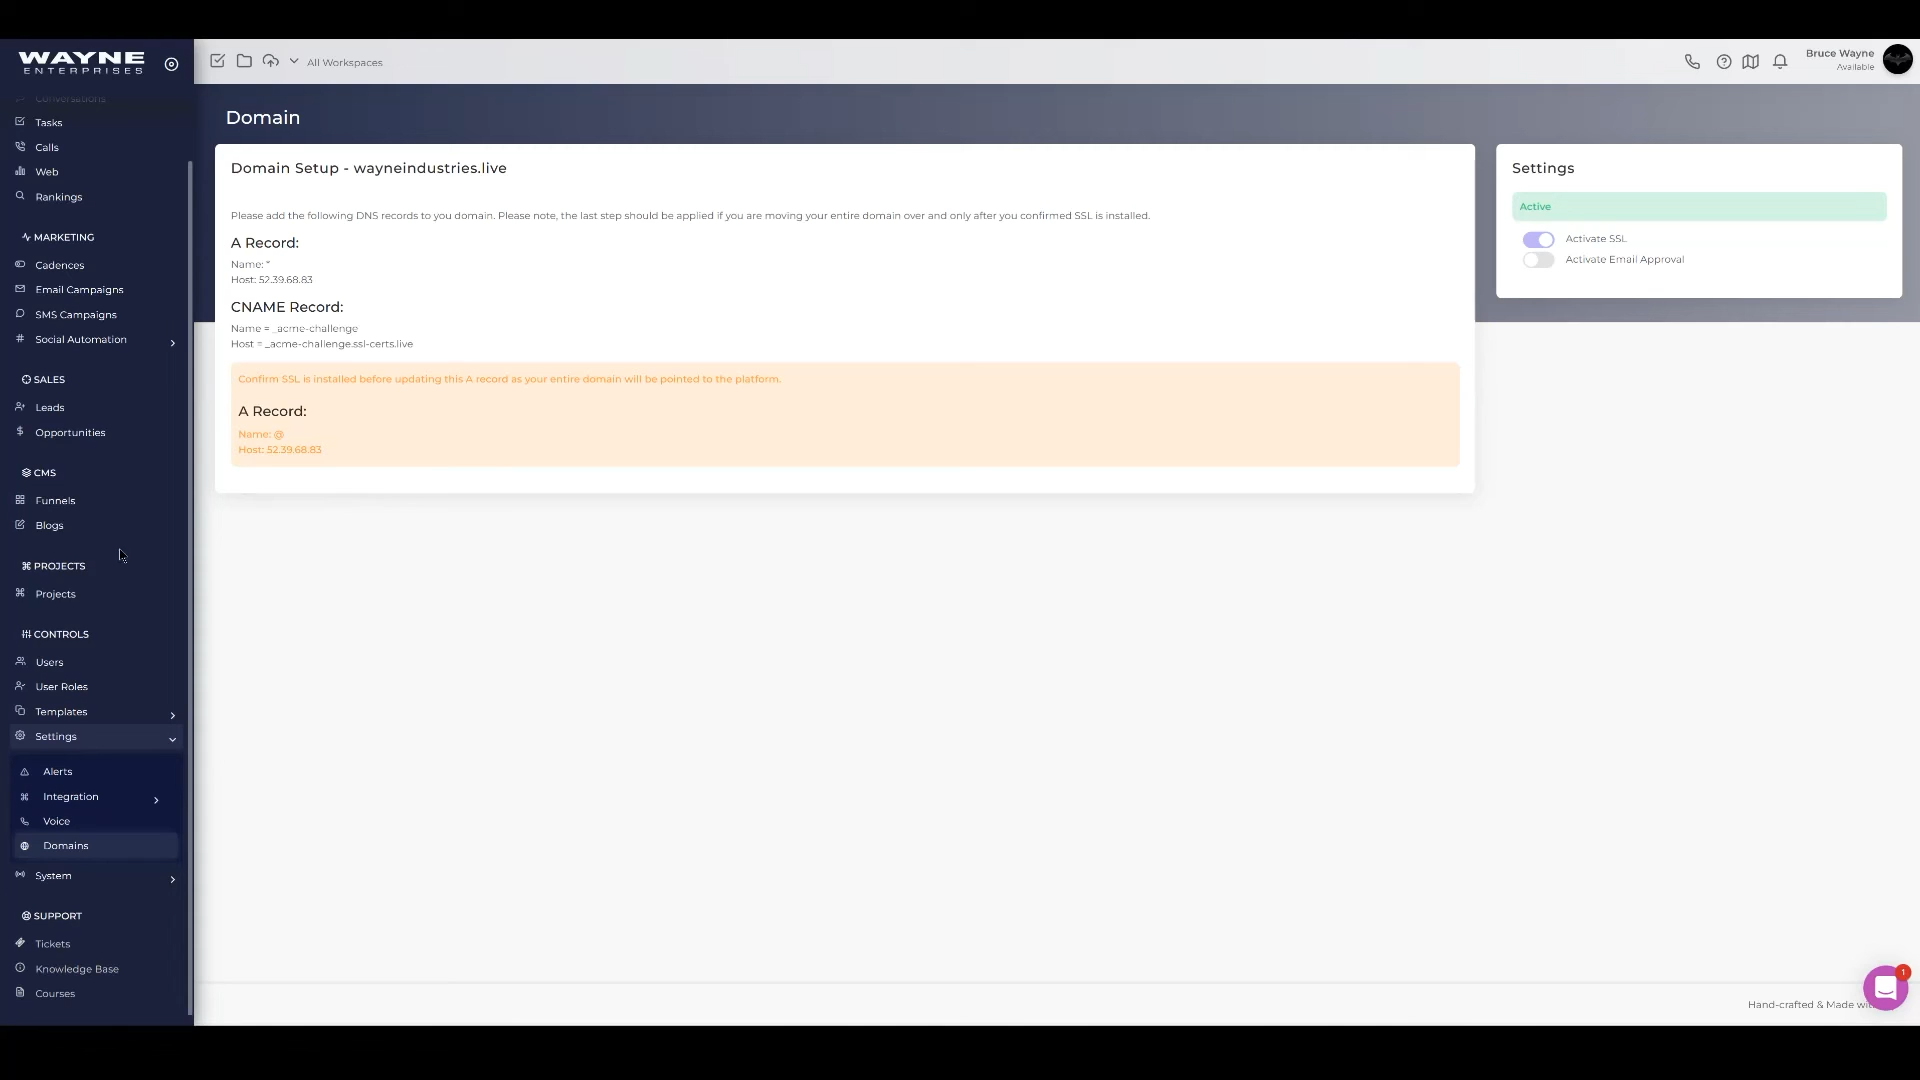 WAYNE
ENTERPRISES
All Workspaces
Bruce Wayne
Available
Conversations
Tasks
Calls
Web
Rankings
MARKETING
Cadences
Email Campaigns
SMS Campaigns
Social Automation
SALES
Leads
Opportunities
CMS
Funnels
Blogs
PROJECTS
Projects
CONTROLS
Users
User Roles
Templates
Settings
Alerts
Integration
Voice
Domains
System
SUPPORT
Tickets
Knowledge Base
Courses
Domain
Domain Setup - wayneindustries.live
Please add the following DNS records to you domain. Please note, the last step should be applied if you are moving your entire domain over and only after you confirmed SSL is installed.
A Record:
Name: *
Host: 52.39.68.83
CNAME Record:
Name = _acme-challenge
Host = _acme-challenge.ssl-certs.live
Confirm SSL is installed before updating this A record as your entire domain will be pointed to the platform.
A Record:
Name: @
Host: 52.39.68.83
Settings
Active
Activate SSL
Activate Email Approval
1
Hand-crafted & Made